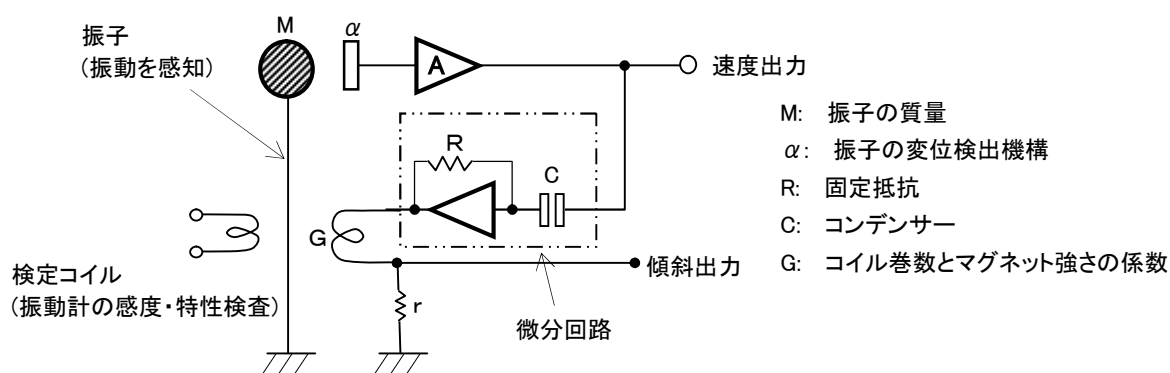 M
α
振子
(振動を感知)
A
速度出力
R
C
G
検定コイル
(振動計の感度・特性検査)
傾斜出力
r
微分回路
M: 振子の質量
α: 振子の変位検出機構
R: 固定抵抗
C: コンデンサー
G: コイル巻数とマグネット強さの係数